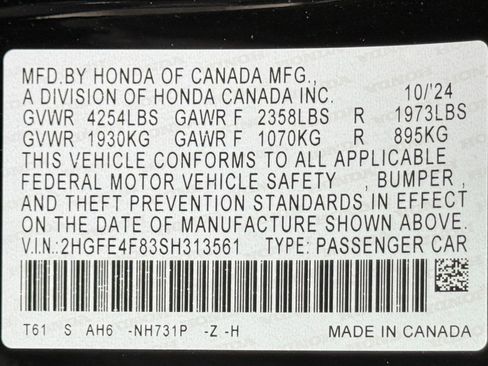 MFD.BY HONDA OF CANADA MFG.,
A DIVISION OF HONDA CANADA INC. 10/'24
GVWR 4254LBS GAWR F 2358LBS R 1973LBS
GVWR 1930KG GAWR F 1070KG R 895KG
THIS VEHICLE CONFORMS TO ALL APPLICABLE
FEDERAL MOTOR VEHICLE SAFETY , BUMPER ,
AND THEFT PREVENTION STANDARDS IN EFFECT
ON THE DATE OF MANUFACTURE SHOWN ABOVE.
V.I.N.:2HGFE4F83SH313561 TYPE: PASSENGER CAR
T61 S AH6 -NH731P -Z -H MADE IN CANADA